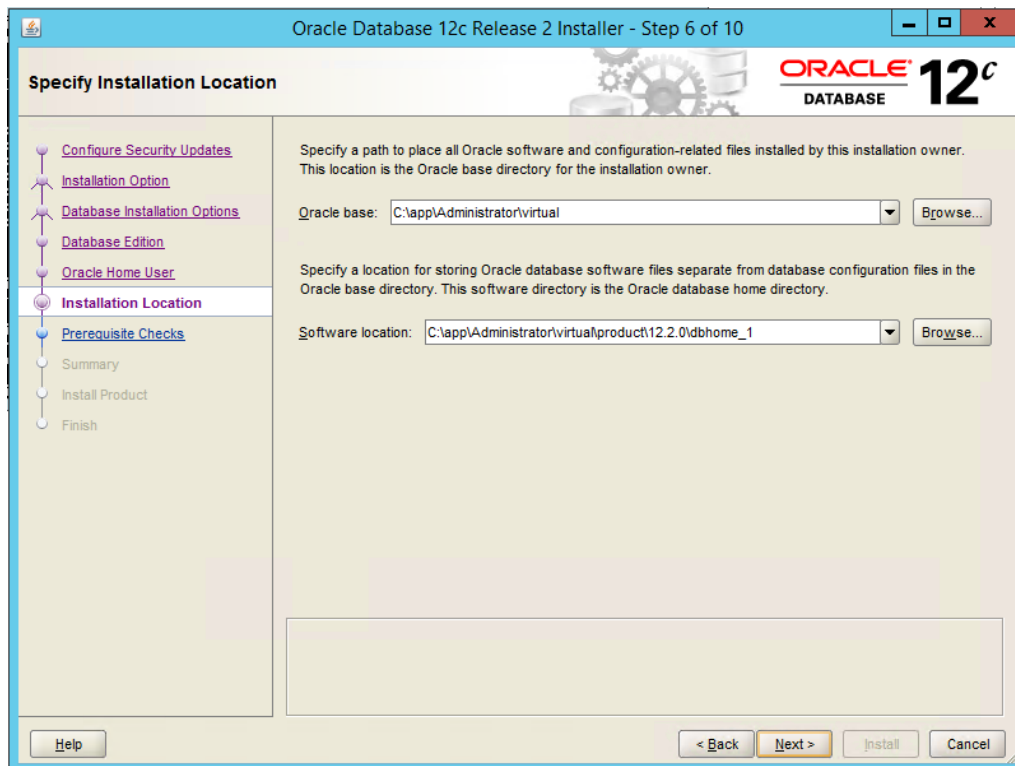 Oracle Database 12c Release 2 Installer - Step 6 of 10
Specify Installation Location
ORACLE
DATABASE
12c
Configure Security Updates
Installation Option
Database Installation Options
Database Edition
Oracle Home User
Installation Location
Prerequisite Checks
Summary
Install Product
Finish
Specify a path to place all Oracle software and configuration-related files installed by this installation owner.
This location is the Oracle base directory for the installation owner.
Oracle base: C:\app\Administrator\virtual Browse...
Specify a location for storing Oracle database software files separate from database configuration files in the
Oracle base directory. This software directory is the Oracle database home directory.
Software location: C:\app\Administrator\virtual\product\12.2.0\dbhome_1 Browse...
Help < Back Next > Install Cancel